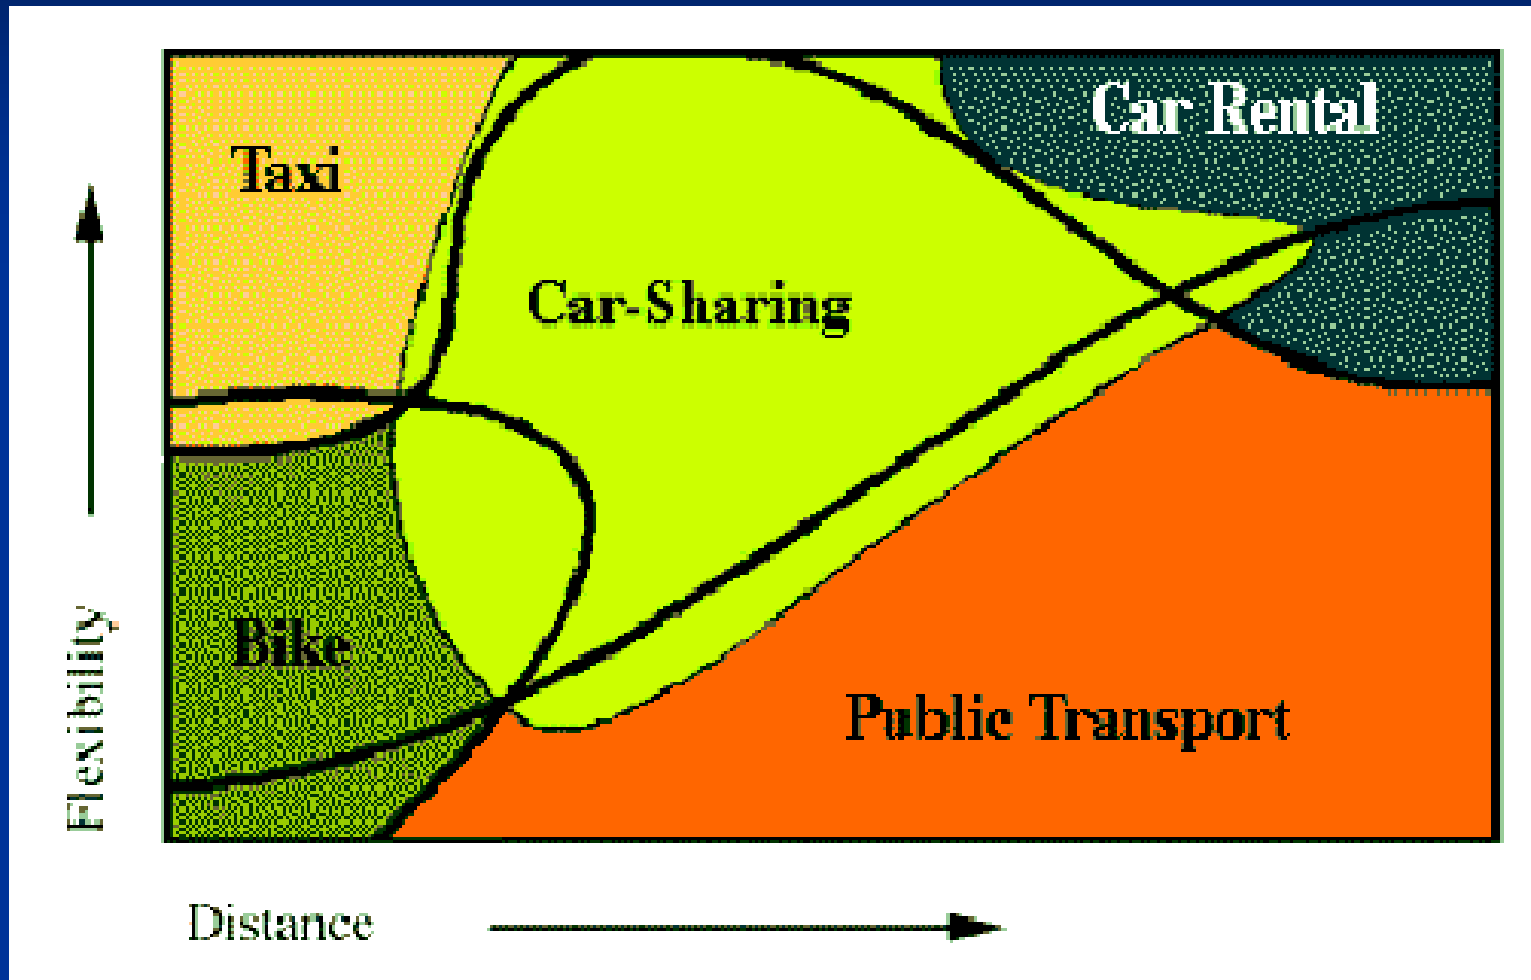 Taxi
Car Rental
Car-Sharing
Bike
Public Transport
Flexibility
Distance